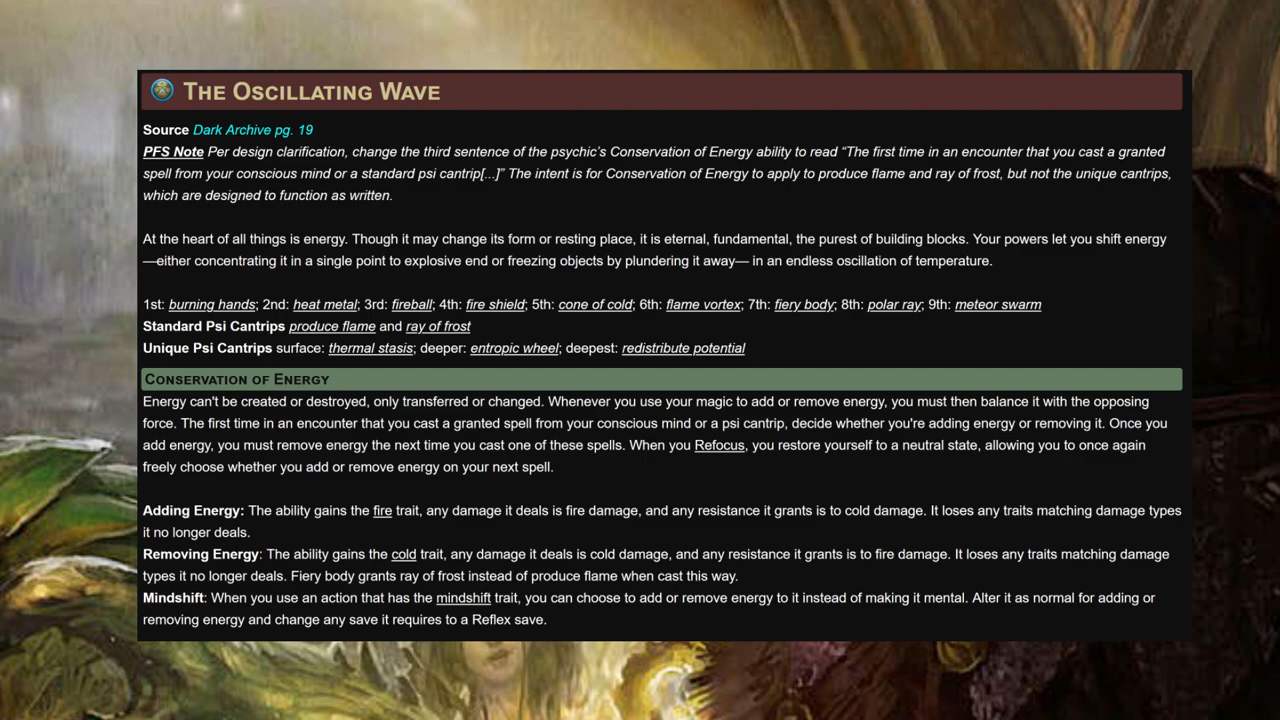 The Oscillating Wave
Source Dark Archive pg. 19
PFS Note Per design clarification, change the third sentence of the psychic's Conservation of Energy ability to read “The first time in an encounter that you cast a granted
spell from your conscious mind or a standard psi cantrip[...]” The intent is for Conservation of Energy to apply to produce flame and ray of frost, but not the unique cantrips,
which are designed to function as written.
At the heart of all things is energy. Though it may change its form or resting place, it is eternal, fundamental, the purest of building blocks. Your powers let you shift energy
—either concentrating it in a single point to explosive end or freezing objects by plundering it away— in an endless oscillation of temperature.
1st: burning hands; 2nd: heat metal; 3rd: fireball; 4th: fire shield; 5th: cone of cold; 6th: flame vortex; 7th: fiery body; 8th: polar ray; 9th: meteor swarm
Standard Psi Cantrips produce flame and ray of frost
Unique Psi Cantrips surface: thermal stasis; deeper: entropic wheel; deepest: redistribute potential
Conservation of Energy
Energy can't be created or destroyed, only transferred or changed. Whenever you use your magic to add or remove energy, you must then balance it with the opposing
force. The first time in an encounter that you cast a granted spell from your conscious mind or a psi cantrip, decide whether you're adding energy or removing it. Once you
add energy, you must remove energy the next time you cast one of these spells. When you Refocus, you restore yourself to a neutral state, allowing you to once again
freely choose whether you add or remove energy on your next spell.
Adding Energy: The ability gains the fire trait, any damage it deals is fire damage, and any resistance it grants is to cold damage. It loses any traits matching damage types
it no longer deals.
Removing Energy: The ability gains the cold trait, any damage it deals is cold damage, and any resistance it grants is to fire damage. It loses any traits matching damage
types it no longer deals. Fiery body grants ray of frost instead of produce flame when cast this way.
Mindshift: When you use an action that has the mindshift trait, you can choose to add or remove energy to it instead of making it mental. Alter it as normal for adding or
removing energy and change any save it requires to a Reflex save.